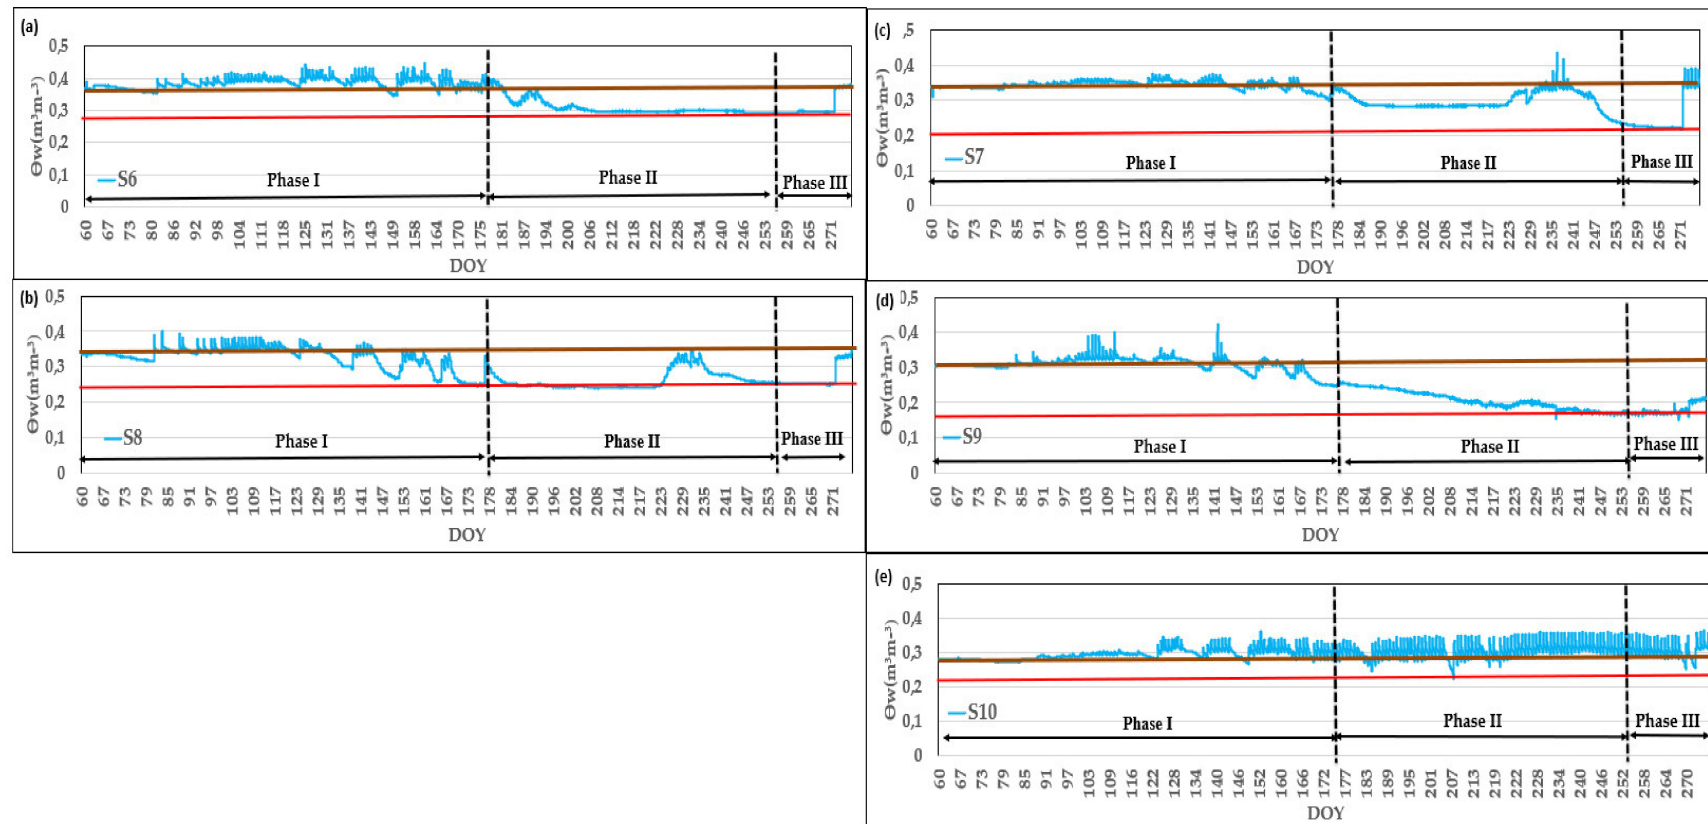 (a)
0,5
0,4
0,3
0,2
0,1
0
Θw(m³m-³)
S6
Phase I
Phase II
Phase III
60 67 73 80 86 92 98 104 111 118 125 131 137 143 149 158 164 170 175 181 187 194 200 206 212 218 222 228 234 240 246 253 259 265 271
DOY
(c)
,5
0,4
0,3
0,2
0,1
0
Θw(m³m-³)
S7
Phase I
Phase II
Phase III
60 67 73 79 85 91 97 103 109 116 123 129 135 141 147 153 161 167 173 178 184 190 196 202 208 214 217 223 229 235 241 247 253 259 265 271
DOY
(b)
0,5
0,4
0,3
0,2
0,1
0
Θw(m³m-³)
S8
Phase I
Phase II
Phase III
60 67 73 79 85 91 97 103 109 116 123 129 135 141 147 153 161 167 173 178 184 190 196 202 208 214 217 223 229 235 241 247 253 259 265 271
DOY
(d)
0,5
0,4
0,3
0,2
0,1
0
Θw(m³m-³)
S9
Phase I
Phase II
Phase III
60 67 73 79 85 91 97 103 109 116 123 129 135 141 147 153 161 167 173 178 184 190 196 202 208 214 217 223 229 235 241 247 253 259 265 271
DOY
(e)
0,5
0,4
0,3
0,2
0,1
0
Θw(m³m-³)
S10
Phase I
Phase II
Phase III
60 67 73 79 85 91 97 103 109 116 122 128 134 140 146 152 160 166 172 177 183 189 195 201 207 213 219 222 228 234 240 246 252 258 264 270
DOY